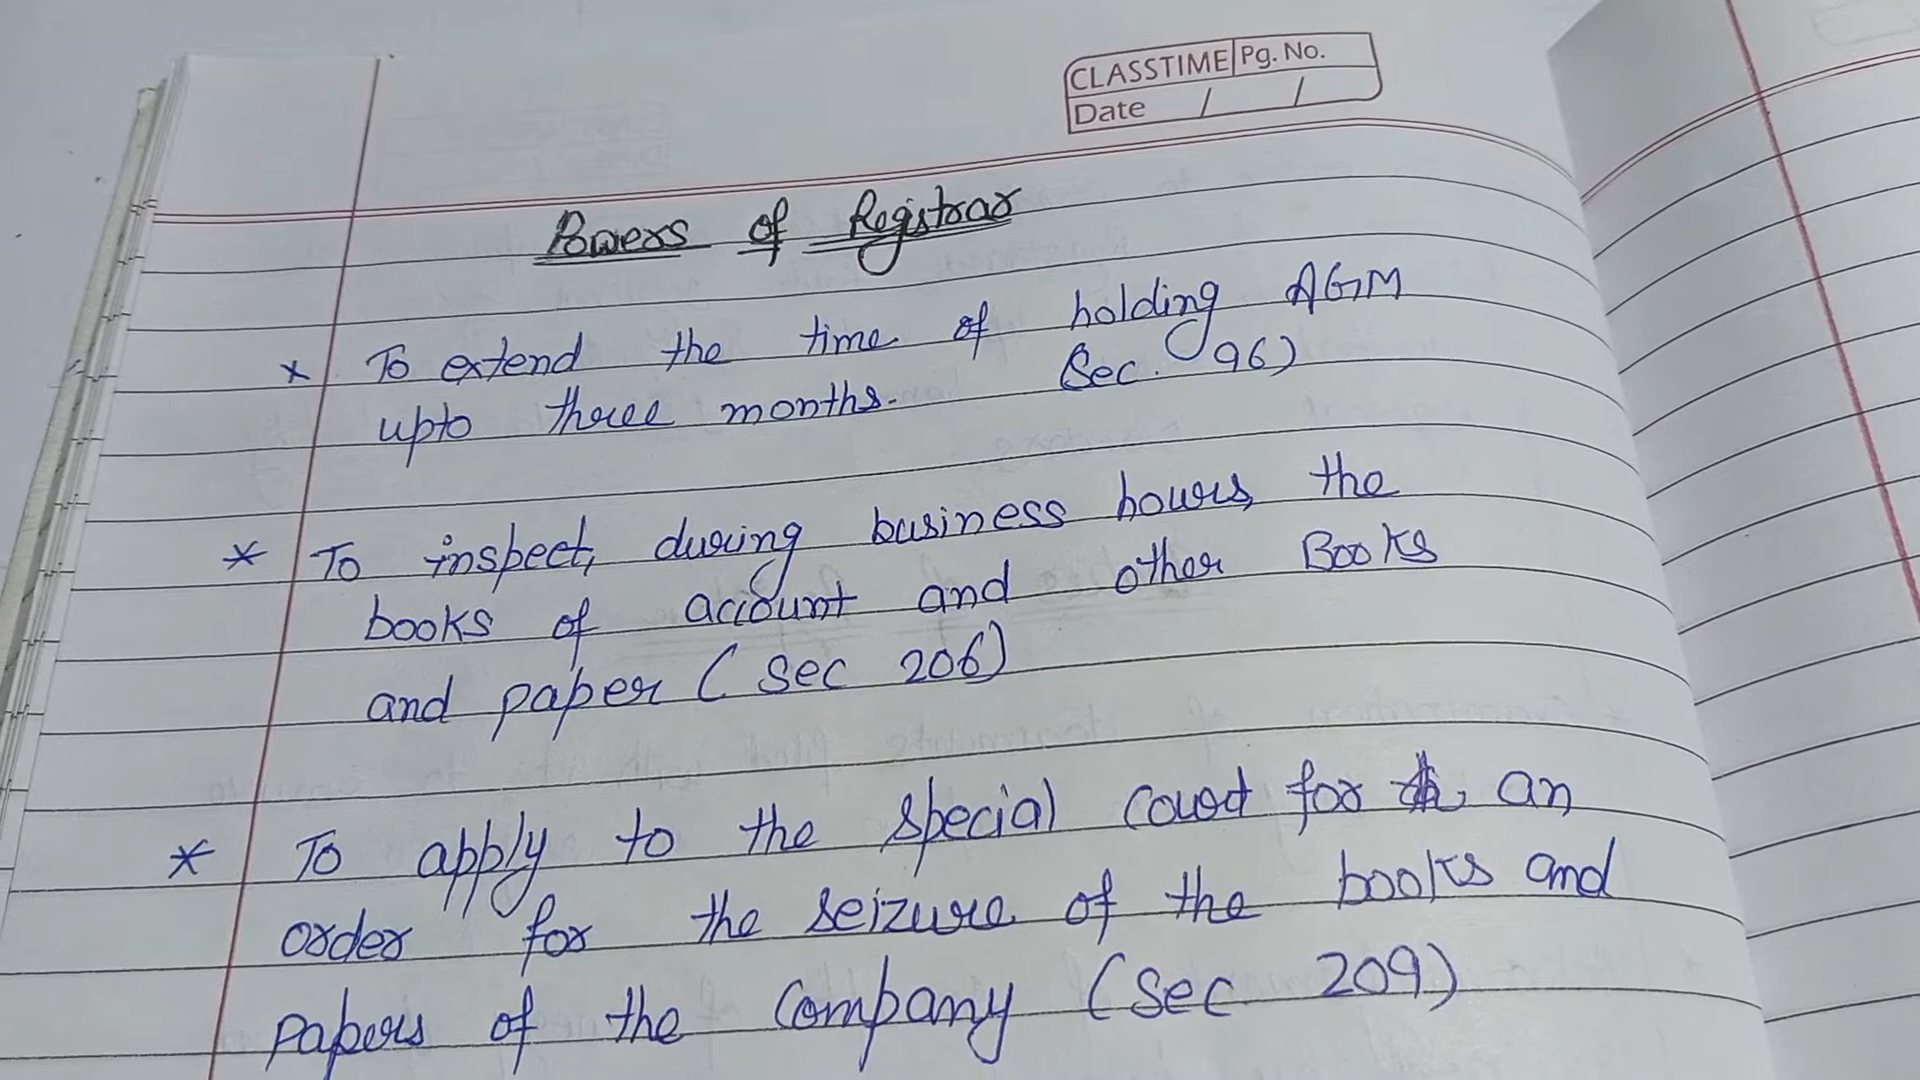 CLASSTIME Pg. No.
Date / /
Powers of Registrar
* To extend the time of holding AGM
upto three months. (Sec. 96)
* To inspect, during business hours, the
books of account and other Books
and paper (Sec 206)
* To apply to the special court for an
order for the seizure of the books and
papers of the company (Sec 209)